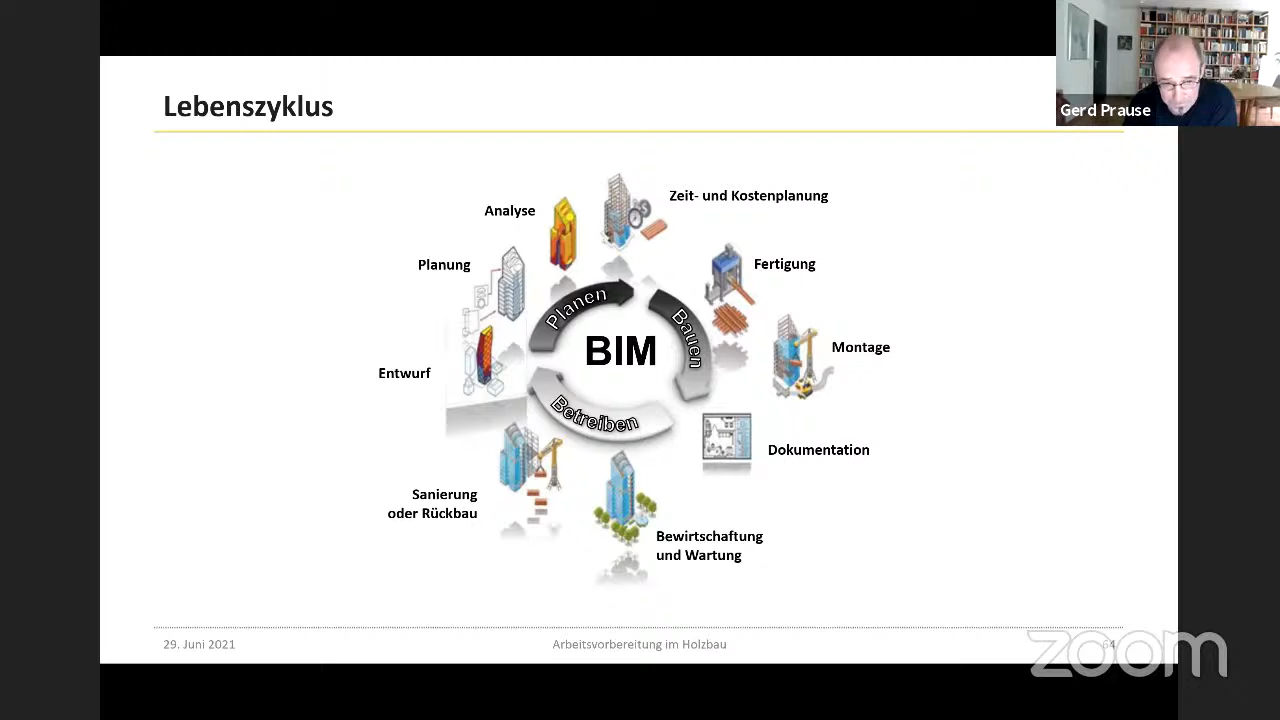 Gerd Prause
Lebenszyklus
Zeit- und Kostenplanung
Analyse
Planung
Fertigung
Planen
Bauen
BIM
Montage
Entwurf
Betreiben
Dokumentation
Sanierung
oder Rückbau
Bewirtschaftung
und Wartung
29. Juni 2021
Arbeitsvorbereitung im Holzbau
64
zoom